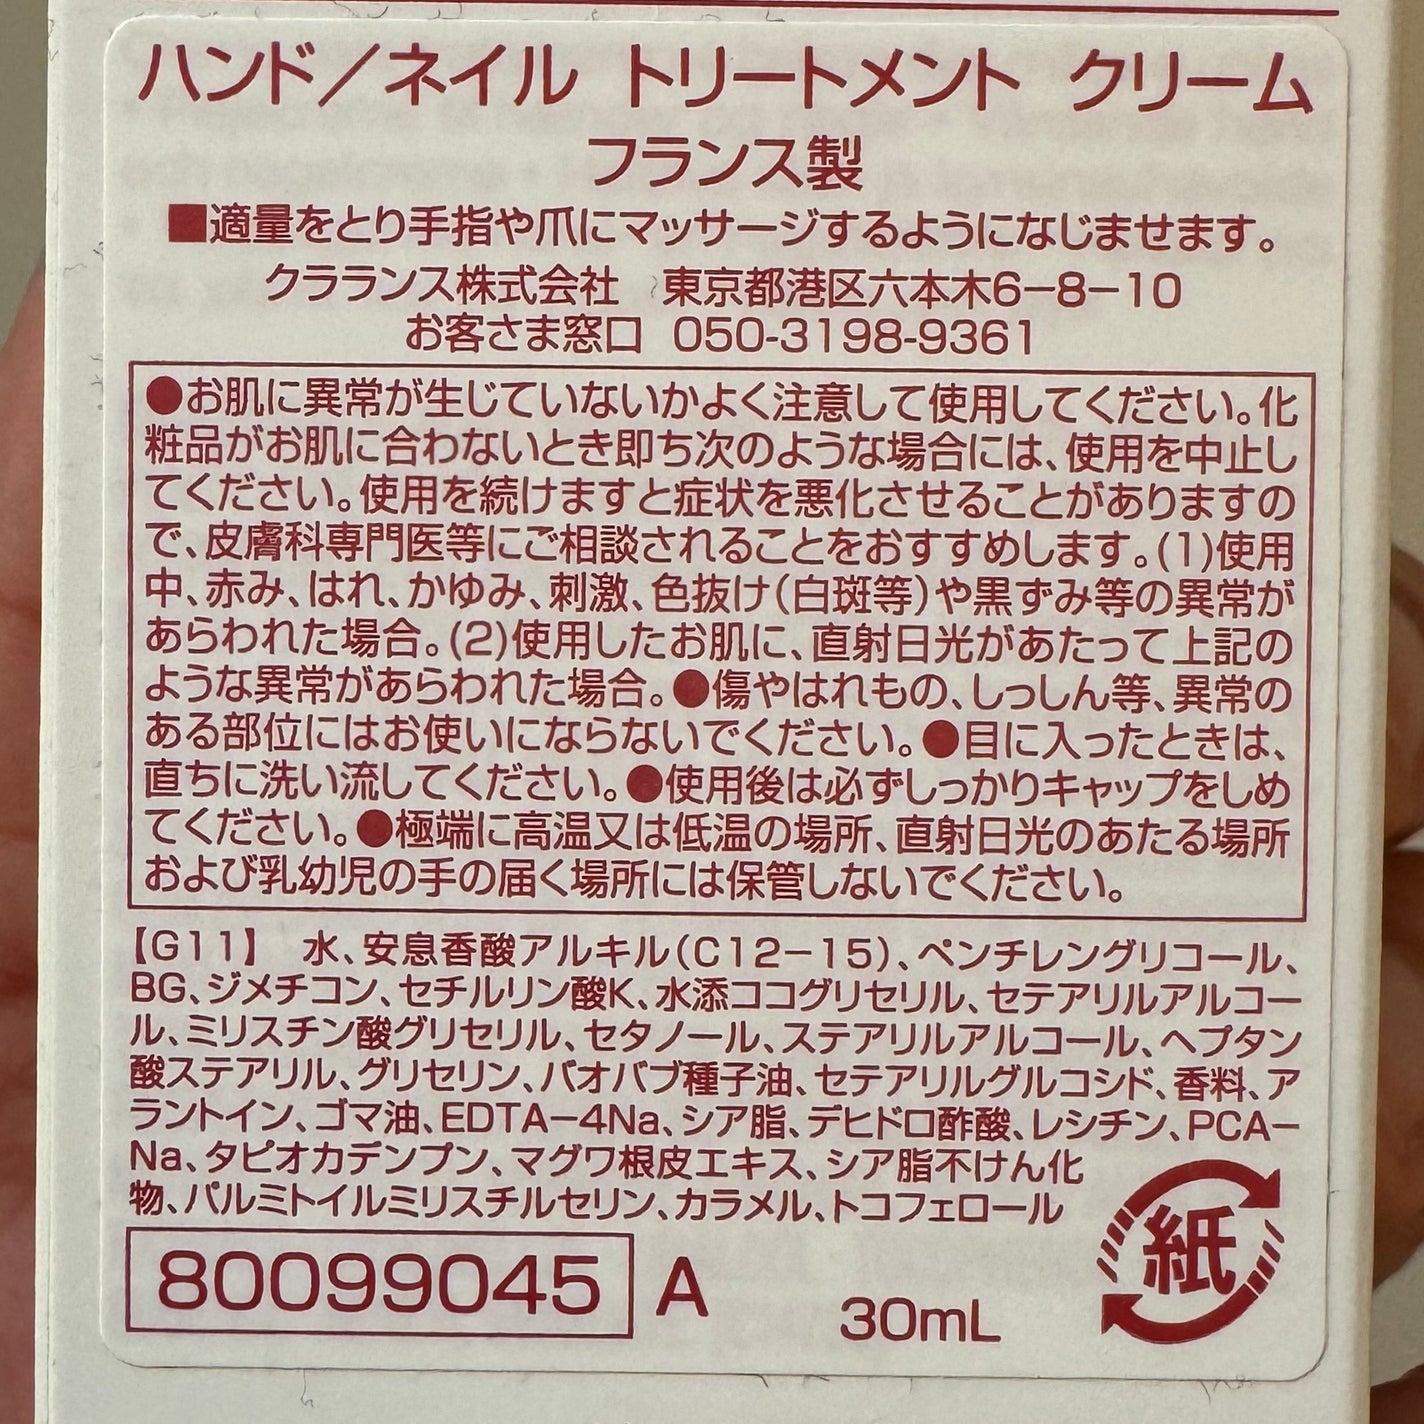 ハンド／ネイル トリートメント クリーム
フランス製
■適量をとり手指や爪にマッサージするようになじませます。
クラランス株式会社　東京都港区六本木6−8−10
お客さま窓口 050-3198-9361
●お肌に異常が生じていないかよく注意して使用してください。化
粧品がお肌に合わないとき即ち次のような場合には、使用を中止し
てください。使用を続けますと症状を悪化させることがありますの
で、皮膚科専門医等にご相談されることをおすすめします。(1)使用
中、赤み、はれ、かゆみ、刺激、色抜け(白斑等)や黒ずみ等の異常が
あらわれた場合。(2)使用したお肌に、直射日光があたって上記の
ような異常があらわれた場合。●傷やはれもの、しっしん等、異常の
ある部位にはお使いにならないでください。●目に入ったときは、
直ちに洗い流してください。●使用後は必ずしっかりキャップをしめ
てください。●極端に高温又は低温の場所、直射日光のあたる場所
および乳幼児の手の届く場所には保管しないでください。
【G11】　水、安息香酸アルキル(C12−15)、ペンチレングリコール、
BG、ジメチコン、セチルリン酸K、水添ココグリセリル、セテアリルアルコー
ル、ミリスチン酸グリセリル、セタノール、ステアリルアルコール、ヘプタン
酸ステアリル、グリセリン、バオバブ種子油、セテアリルグルコシド、香料、ア
ラントイン、ゴマ油、EDTA−4Na、シア脂、デヒドロ酢酸、レシチン、PCA−
Na、タピオカデンプン、マグワ根皮エキス、シア脂不けん化
物、パルミトイルミリスチルセリン、カラメル、トコフェロール
紙
80099045 A
30mL